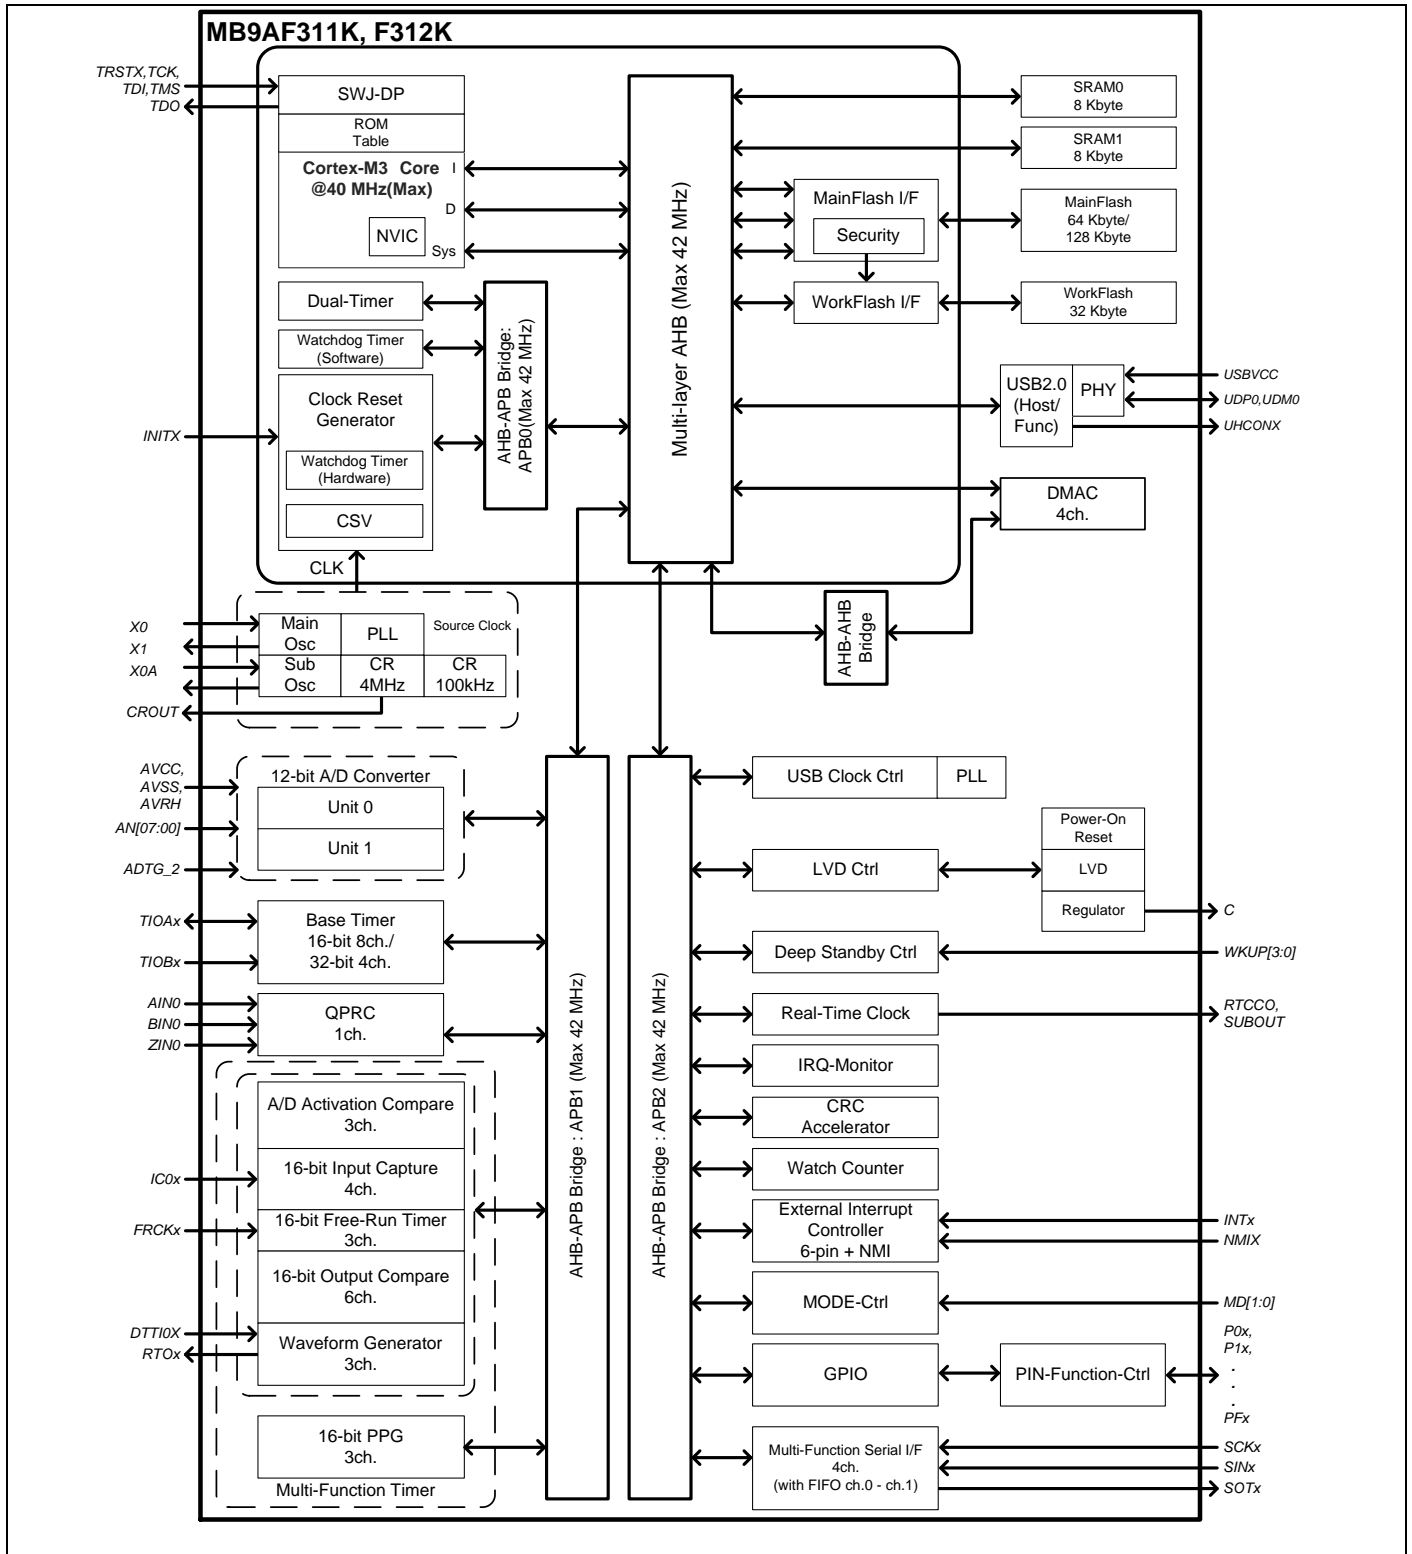 MB9AF311K, F312K
TRSTX,TCK,
TDI,TMS
TDO
SWJ-DP
ROM
Table
Cortex-M3 Core
@40 MHz(Max)
I
D
Sys
NVIC
Dual-Timer
Watchdog Timer
(Software)
Clock Reset
Generator
Watchdog Timer
(Hardware)
CSV
INITX
CLK
AHB-APB Bridge:
APB0(Max 42 MHz)
Multi-layer AHB (Max 42 MHz)
SRAM0
8 Kbyte
SRAM1
8 Kbyte
MainFlash I/F
Security
MainFlash
64 Kbyte/
128 Kbyte
WorkFlash I/F
WorkFlash
32 Kbyte
USB2.0
(Host/
Func)
PHY
USBVCC
UDP0,UDM0
UHCONX
DMAC
4ch.
AHB-AHB
Bridge
X0
X1
X0A
CROUT
Main
Osc
PLL
Source Clock
Sub
Osc
CR
4MHz
CR
100kHz
AVCC,
AVSS,
AVRH
AN[07:00]
ADTG_2
12-bit A/D Converter
Unit 0
Unit 1
TIOAx
TIOBx
Base Timer
16-bit 8ch./
32-bit 4ch.
AIN0
BIN0
ZIN0
QPRC
1ch.
A/D Activation Compare
3ch.
IC0x
16-bit Input Capture
4ch.
FRCKx
16-bit Free-Run Timer
3ch.
16-bit Output Compare
6ch.
DTTI0X
RTOx
Waveform Generator
3ch.
16-bit PPG
3ch.
Multi-Function Timer
AHB-APB Bridge : APB1 (Max 42 MHz)
AHB-APB Bridge : APB2 (Max 42 MHz)
USB Clock Ctrl
PLL
LVD Ctrl
Power-On
Reset
LVD
Regulator
C
Deep Standby Ctrl
WKUP[3:0]
Real-Time Clock
RTCCO,
SUBOUT
IRQ-Monitor
CRC
Accelerator
Watch Counter
External Interrupt
Controller
6-pin + NMI
INTx
NMIX
MODE-Ctrl
MD[1:0]
GPIO
PIN-Function-Ctrl
P0x,
P1x,
.
.
.
PFx
Multi-Function Serial I/F
4ch.
(with FIFO ch.0 - ch.1)
SCKx
SINx
SOTx